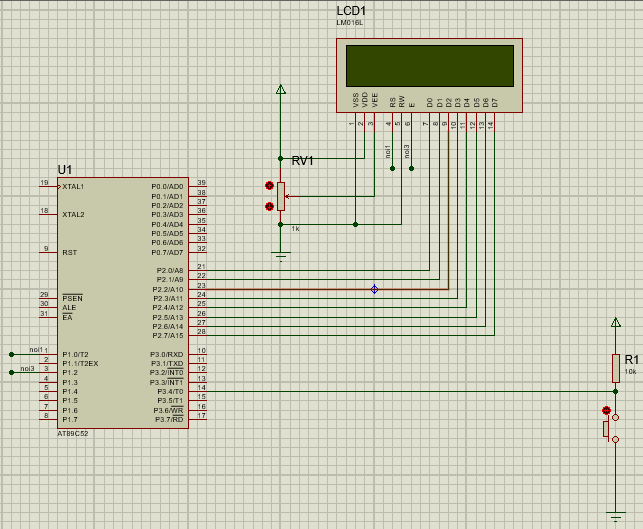 LCD1
LM016L
VSS
VDD
VEE
RS
RW
E
D0
D1
D2
D3
D4
D5
D6
D7
1
2
3
4
5
6
7
8
9
10
11
12
13
14
noi1
noi3
RV1
1k
U1
19 XTAL1 P0.0/AD0 39
P0.1/AD1 38
P0.2/AD2 37
18 XTAL2 P0.3/AD3 36
P0.4/AD4 35
P0.5/AD5 34
P0.6/AD6 33
9 RST P0.7/AD7 32
P2.0/A8 21
P2.1/A9 22
P2.2/A10 23
29 PSEN P2.3/A11 24
30 ALE P2.4/A12 25
31 EA P2.5/A13 26
P2.6/A14 27
P2.7/A15 28
noi1 1 P1.0/T2 P3.0/RXD 10
2 P1.1/T2EX P3.1/TXD 11
noi3 3 P1.2 P3.2/INT0 12
4 P1.3 P3.3/INT1 13
5 P1.4 P3.4/T0 14
6 P1.5 P3.5/T1 15
7 P1.6 P3.6/WR 16
8 P1.7 P3.7/RD 17
AT89C52
R1
10k